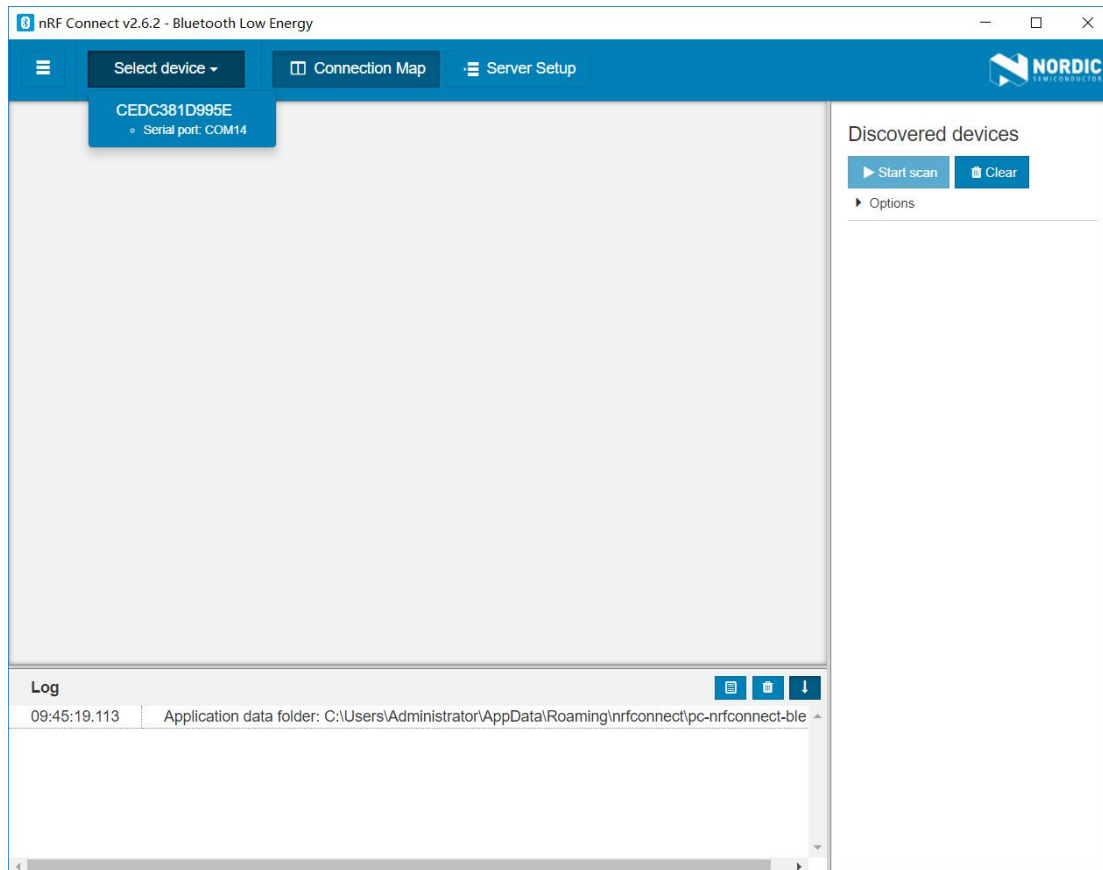 nRF Connect v2.6.2 - Bluetooth Low Energy
Select device
Connection Map
Server Setup
NORDIC
SEMICONDUCTOR
CEDC381D995E
Serial port: COM14
Discovered devices
Start scan
Clear
Options
Log
09:45:19.113 Application data folder: C:\Users\Administrator\AppData\Roaming\nrfconnect\pc-nrfconnect-ble